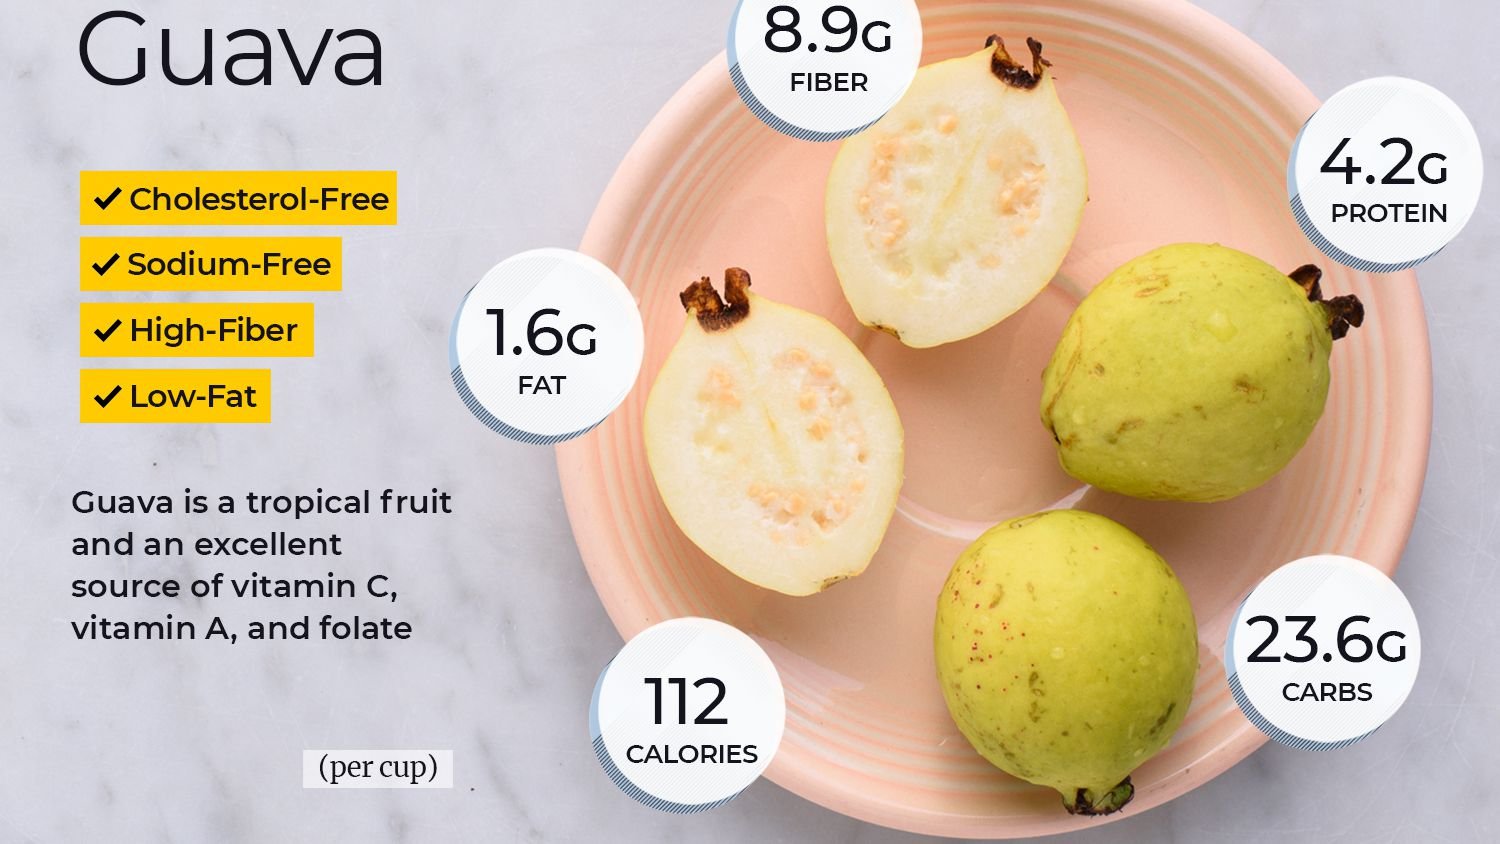 Guava
Cholesterol-Free
Sodium-Free
High-Fiber
Low-Fat
Guava is a tropical fruit
and an excellent
source of vitamin C,
vitamin A, and folate
(per cup)
8.9G
FIBER
4.2G
PROTEIN
1.6G
FAT
112
CALORIES
23.6G
CARBS